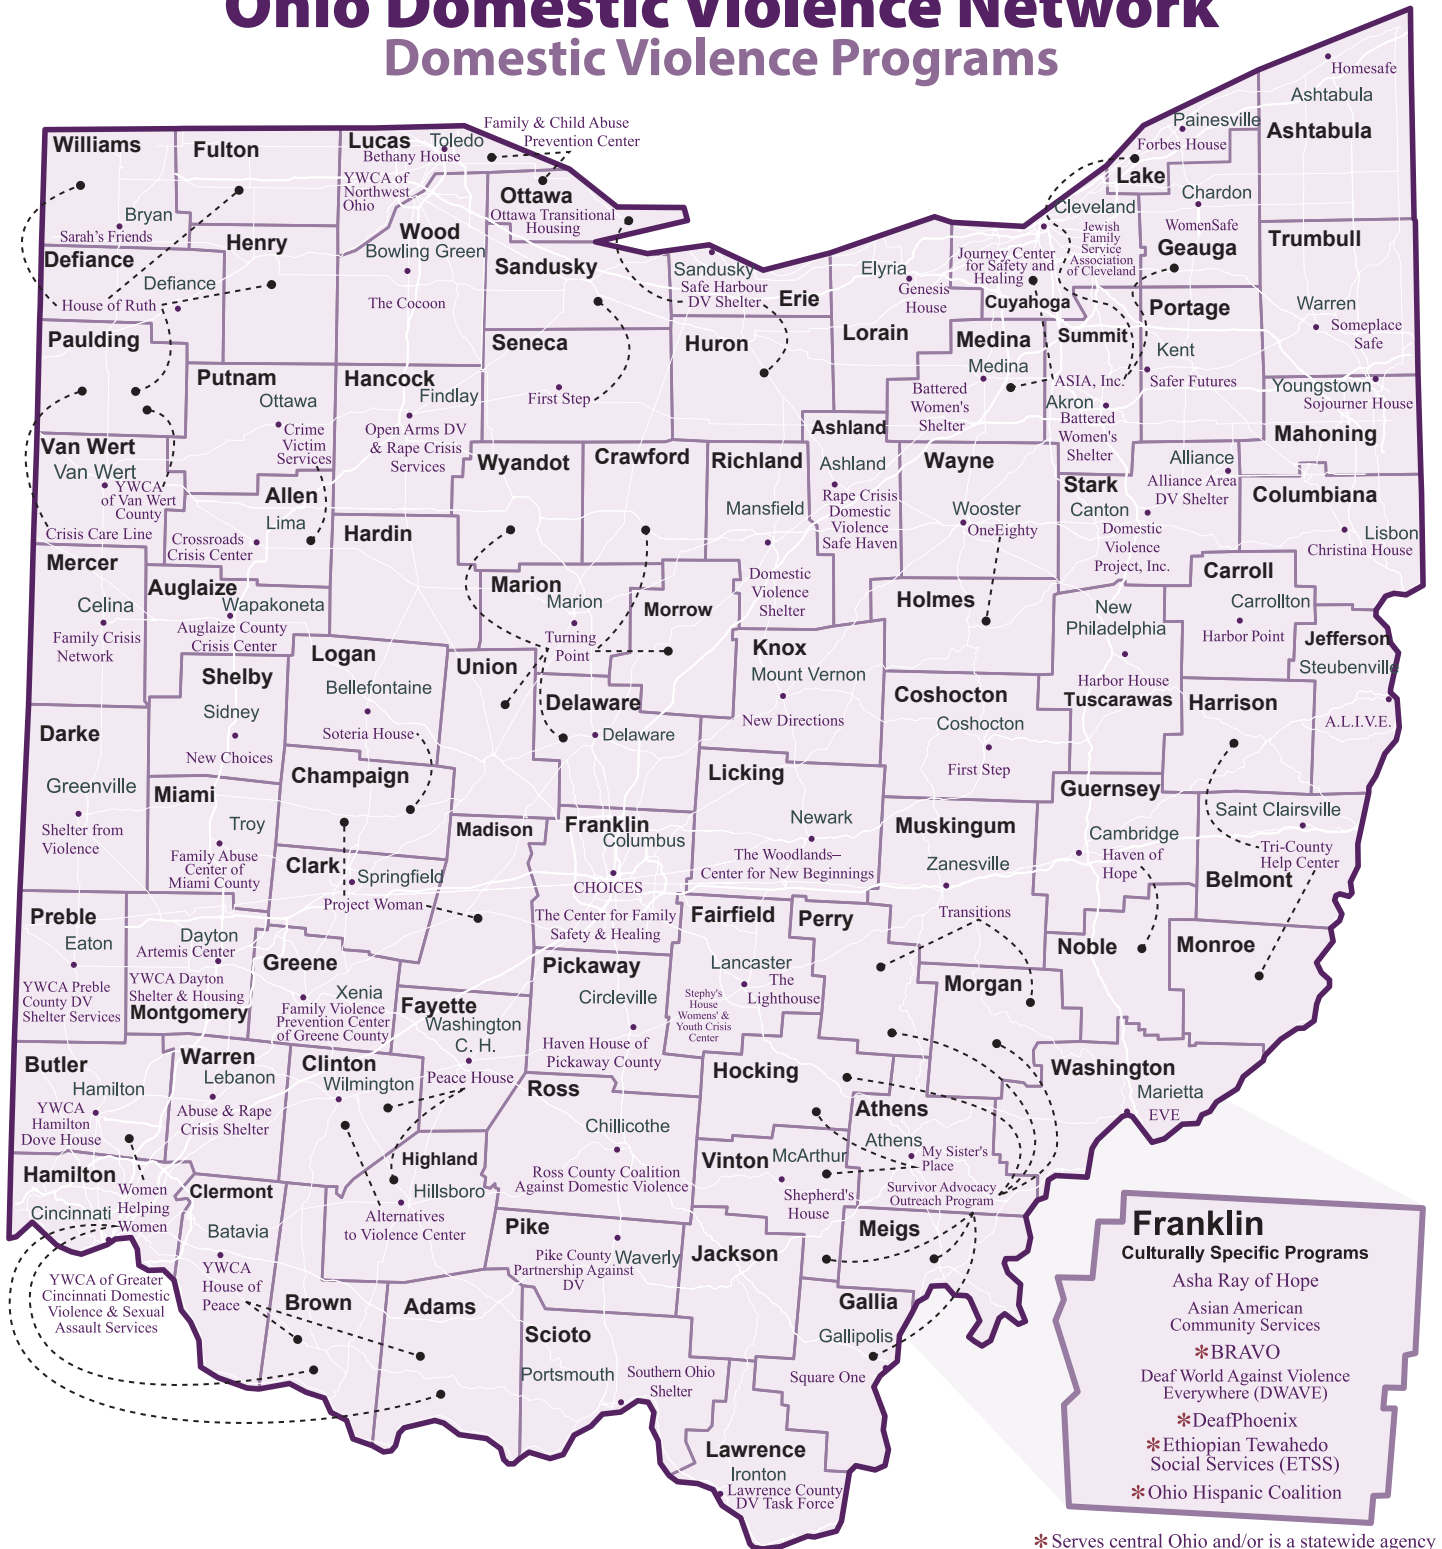 Ohio Domestic Violence Network
Domestic Violence Programs
Williams
Bryan
Sarah's Friends
Fulton
Lucas
Toledo
Bethany House
YWCA of
Northwest
Ohio
Family & Child Abuse
Prevention Center
Ottawa
Ottawa Transitional
Housing
Wood
Bowling Green
The Cocoon
Henry
Defiance
Defiance
House of Ruth
Sandusky
Sandusky
Safe Harbour
DV Shelter
Erie
Elyria
Genesis
House
Lorain
Journey Center
for Safety and
Healing
Cuyahoga
Cleveland
Jewish
Family
Service
Association
of Cleveland
Lake
Painesville
Forbes House
Chardon
WomenSafe
Geauga
Homesafe
Ashtabula
Ashtabula
Trumbull
Warren
Someplace
Safe
Paulding
Putnam
Ottawa
Crime
Victim
Services
Hancock
Findlay
Open Arms DV
& Rape Crisis
Services
Seneca
First Step
Huron
Medina
Medina
Battered
Women's
Shelter
Summit
ASIA, Inc.
Akron
Battered
Women's
Shelter
Portage
Kent
Safer Futures
Youngstown
Sojourner House
Mahoning
Van Wert
Van Wert
YWCA
of Van Wert
County
Crisis Care Line
Allen
Lima
Crossroads
Crisis Center
Hardin
Wyandot
Crawford
Richland
Mansfield
Domestic
Violence
Shelter
Ashland
Ashland
Rape Crisis
Domestic
Violence
Safe Haven
Wayne
Wooster
OneEighty
Stark
Canton
Domestic
Violence
Project, Inc.
Alliance
Alliance Area
DV Shelter
Columbiana
Lisbon
Christina House
Mercer
Celina
Family Crisis
Network
Auglaize
Wapakoneta
Auglaize County
Crisis Center
Marion
Marion
Turning
Point
Morrow
Holmes
New
Philadelphia
Harbor House
Tuscarawas
Carroll
Carrollton
Harbor Point
Jefferson
Steubenville
A.L.I.V.E.
Shelby
Sidney
New Choices
Logan
Bellefontaine
Soteria House
Union
Delaware
Delaware
Knox
Mount Vernon
New Directions
Coshocton
Coshocton
First Step
Harrison
Darke
Greenville
Shelter from
Violence
Miami
Troy
Family Abuse
Center of
Miami County
Champaign
Clark
Springfield
Project Woman
Madison
Franklin
Columbus
CHOICES
The Center for Family
Safety & Healing
Licking
Newark
The Woodlands–
Center for New Beginnings
Muskingum
Zanesville
Transitions
Guernsey
Cambridge
Haven of
Hope
Saint Clairsville
Tri-County
Help Center
Belmont
Preble
Eaton
YWCA Preble
County DV
Shelter Services
Dayton
Artemis Center
YWCA Dayton
Shelter & Housing
Montgomery
Greene
Xenia
Family Violence
Prevention Center
of Greene County
Fayette
Washington
C. H.
Peace House
Pickaway
Circleville
Haven House of
Pickaway County
Fairfield
Lancaster
The
Lighthouse
Stephy's
House
Womens' &
Youth Crisis
Center
Perry
Morgan
Noble
Monroe
Butler
Hamilton
YWCA
Hamilton
Dove House
Warren
Lebanon
Abuse & Rape
Crisis Shelter
Clinton
Wilmington
Ross
Chillicothe
Ross County Coalition
Against Domestic Violence
Hocking
Athens
Athens
My Sister's
Place
Survivor Advocacy
Outreach Program
Washington
Marietta
EVE
Hamilton
Cincinnati
Women
Helping
Women
YWCA of Greater
Cincinnati Domestic
Violence & Sexual
Assault Services
Clermont
Batavia
YWCA
House of
Peace
Highland
Hillsboro
Alternatives
to Violence Center
Vinton
McArthur
Shepherd's
House
Pike
Waverly
Pike County
Partnership Against
DV
Jackson
Meigs
Brown
Adams
Scioto
Portsmouth
Southern Ohio
Shelter
Gallia
Gallipolis
Square One
Lawrence
Ironton
Lawrence County
DV Task Force
Franklin
Culturally Specific Programs
Asha Ray of Hope
Asian American
Community Services
*BRAVO
Deaf World Against Violence
Everywhere (DWAVE)
*DeafPhoenix
*Ethiopian Tewahedo
Social Services (ETSS)
*Ohio Hispanic Coalition
* Serves central Ohio and/or is a statewide agency